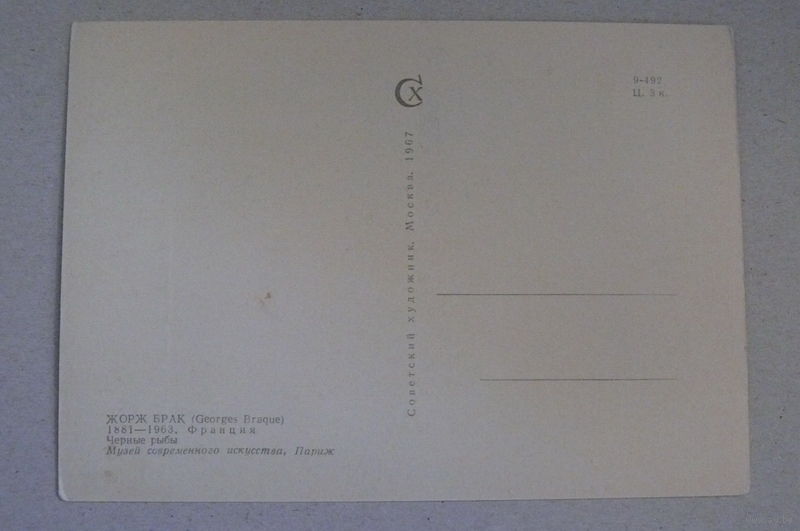 ЖОРЖ БРАК (Georges Braque)
1881—1963. Франция
Черные рыбы
Музей современного искусства, Париж
Советский художник. Москва. 1967
Сх
9-492
Ц. 3 к.